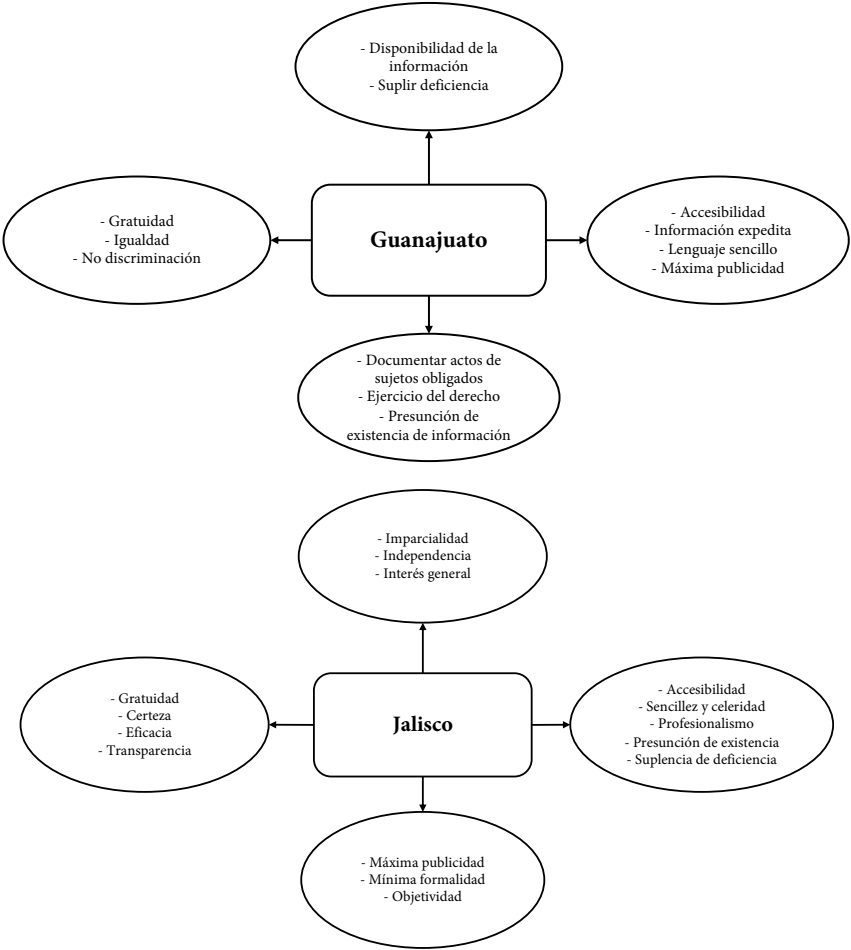 - Disponibilidad de la
información
- Suplir deficiencia
- Gratuidad
- Igualdad
- No discriminación
Guanajuato
- Accesibilidad
- Información expedita
- Lenguaje sencillo
- Máxima publicidad
- Documentar actos de
sujetos obligados
- Ejercicio del derecho
- Presunción de
existencia de información
- Imparcialidad
- Independencia
- Interés general
- Gratuidad
- Certeza
- Eficacia
- Transparencia
Jalisco
- Accesibilidad
- Sencillez y celeridad
- Profesionalismo
- Presunción de existencia
- Suplencia de deficiencia
- Máxima publicidad
- Mínima formalidad
- Objetividad